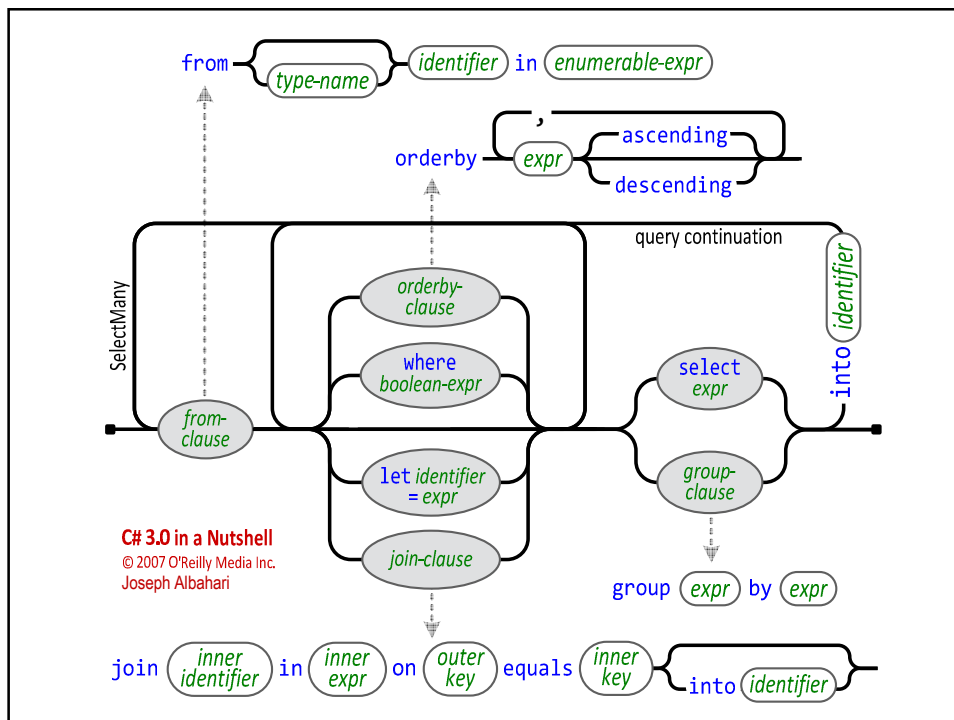 from type-name identifier in enumerable-expr
,
orderby expr ascending
descending
query continuation
SelectMany
into identifier
orderby-
clause
where
boolean-expr
from-
clause
let identifier
= expr
join-clause
select
expr
group-
clause
C# 3.0 in a Nutshell
© 2007 O'Reilly Media Inc.
Joseph Albahari
group expr by expr
join inner
identifier in inner
expr on outer
key equals inner
key into identifier